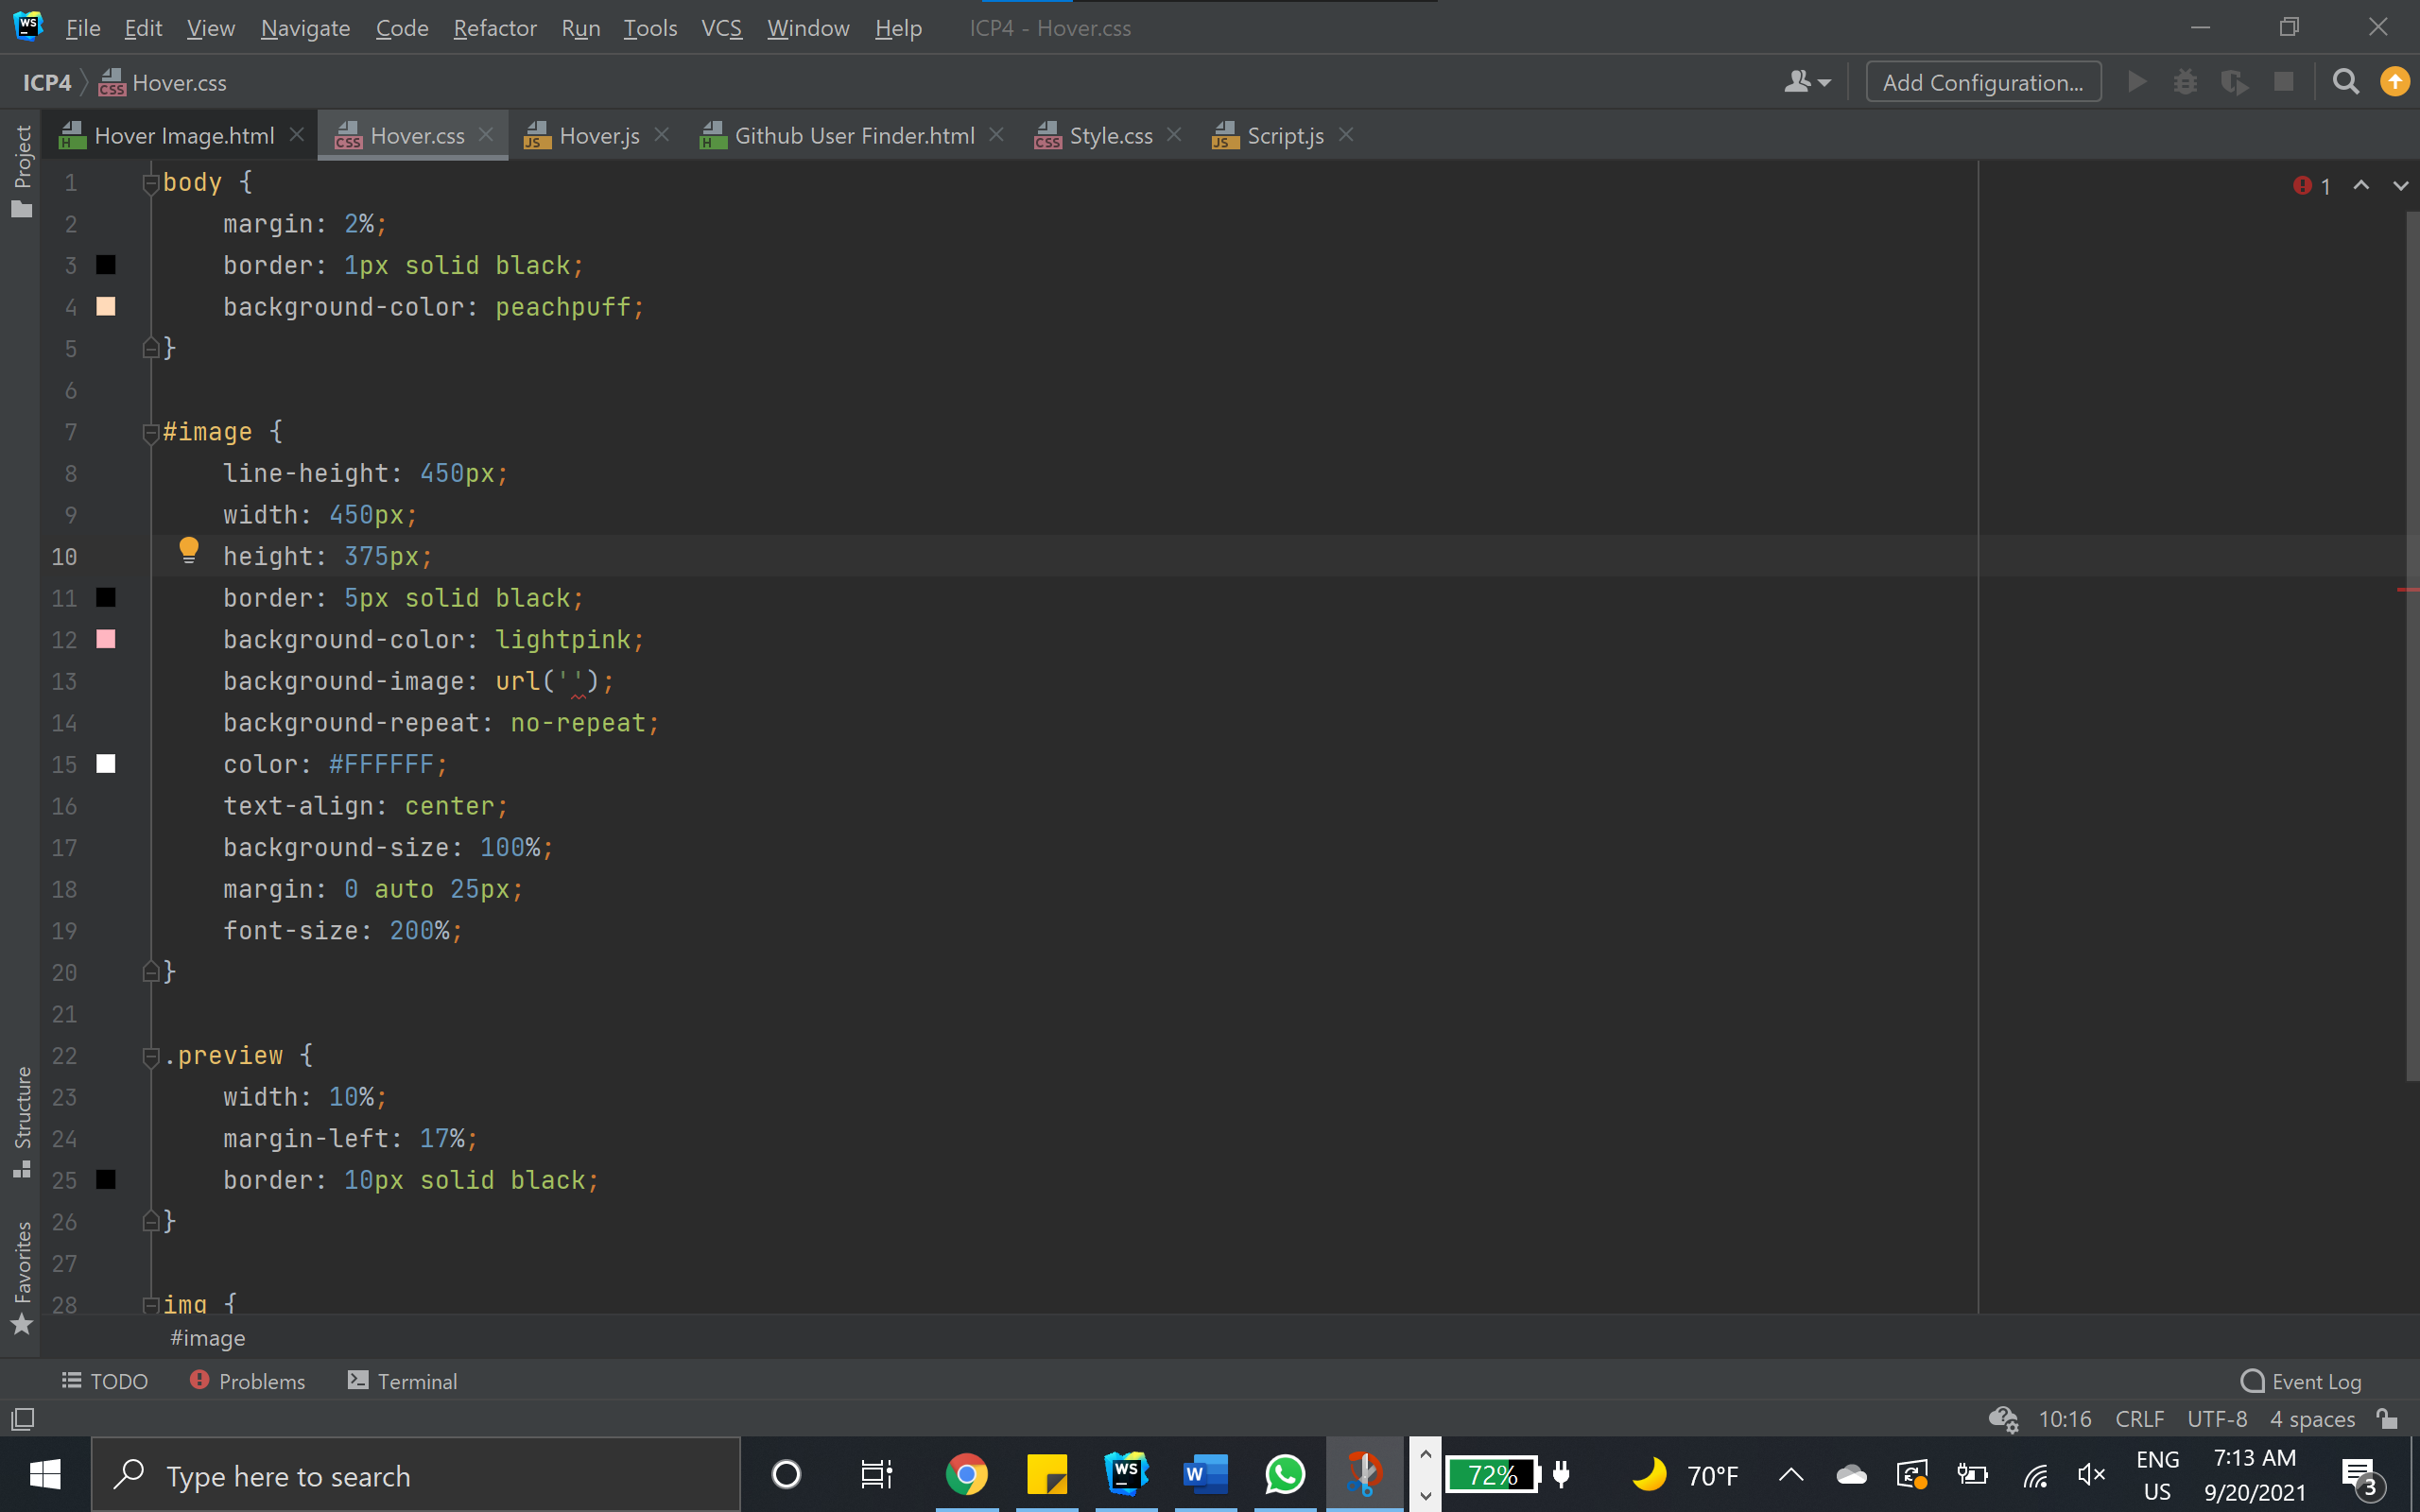 WS File Edit View Navigate Code Refactor Run Tools VCS Window Help ICP4 - Hover.css
ICP4 Hover.css Add Configuration...
Hover Image.html Hover.css Hover.js Github User Finder.html Style.css Script.js
Project
1 body {
2 margin: 2%;
3 border: 1px solid black;
4 background-color: peachpuff;
5 }
6
7 #image {
8 line-height: 450px;
9 width: 450px;
10 height: 375px;
11 border: 5px solid black;
12 background-color: lightpink;
13 background-image: url('');
14 background-repeat: no-repeat;
15 color: #FFFFFF;
16 text-align: center;
17 background-size: 100%;
18 margin: 0 auto 25px;
19 font-size: 200%;
20 }
21
22 .preview {
23 width: 10%;
24 margin-left: 17%;
25 border: 10px solid black;
26 }
27
28 img {
1
Structure
Favorites
#image
TODO Problems Terminal Event Log
10:16 CRLF UTF-8 4 spaces
Type here to search WS W 72% 70°F ENG US 7:13 AM 9/20/2021 3